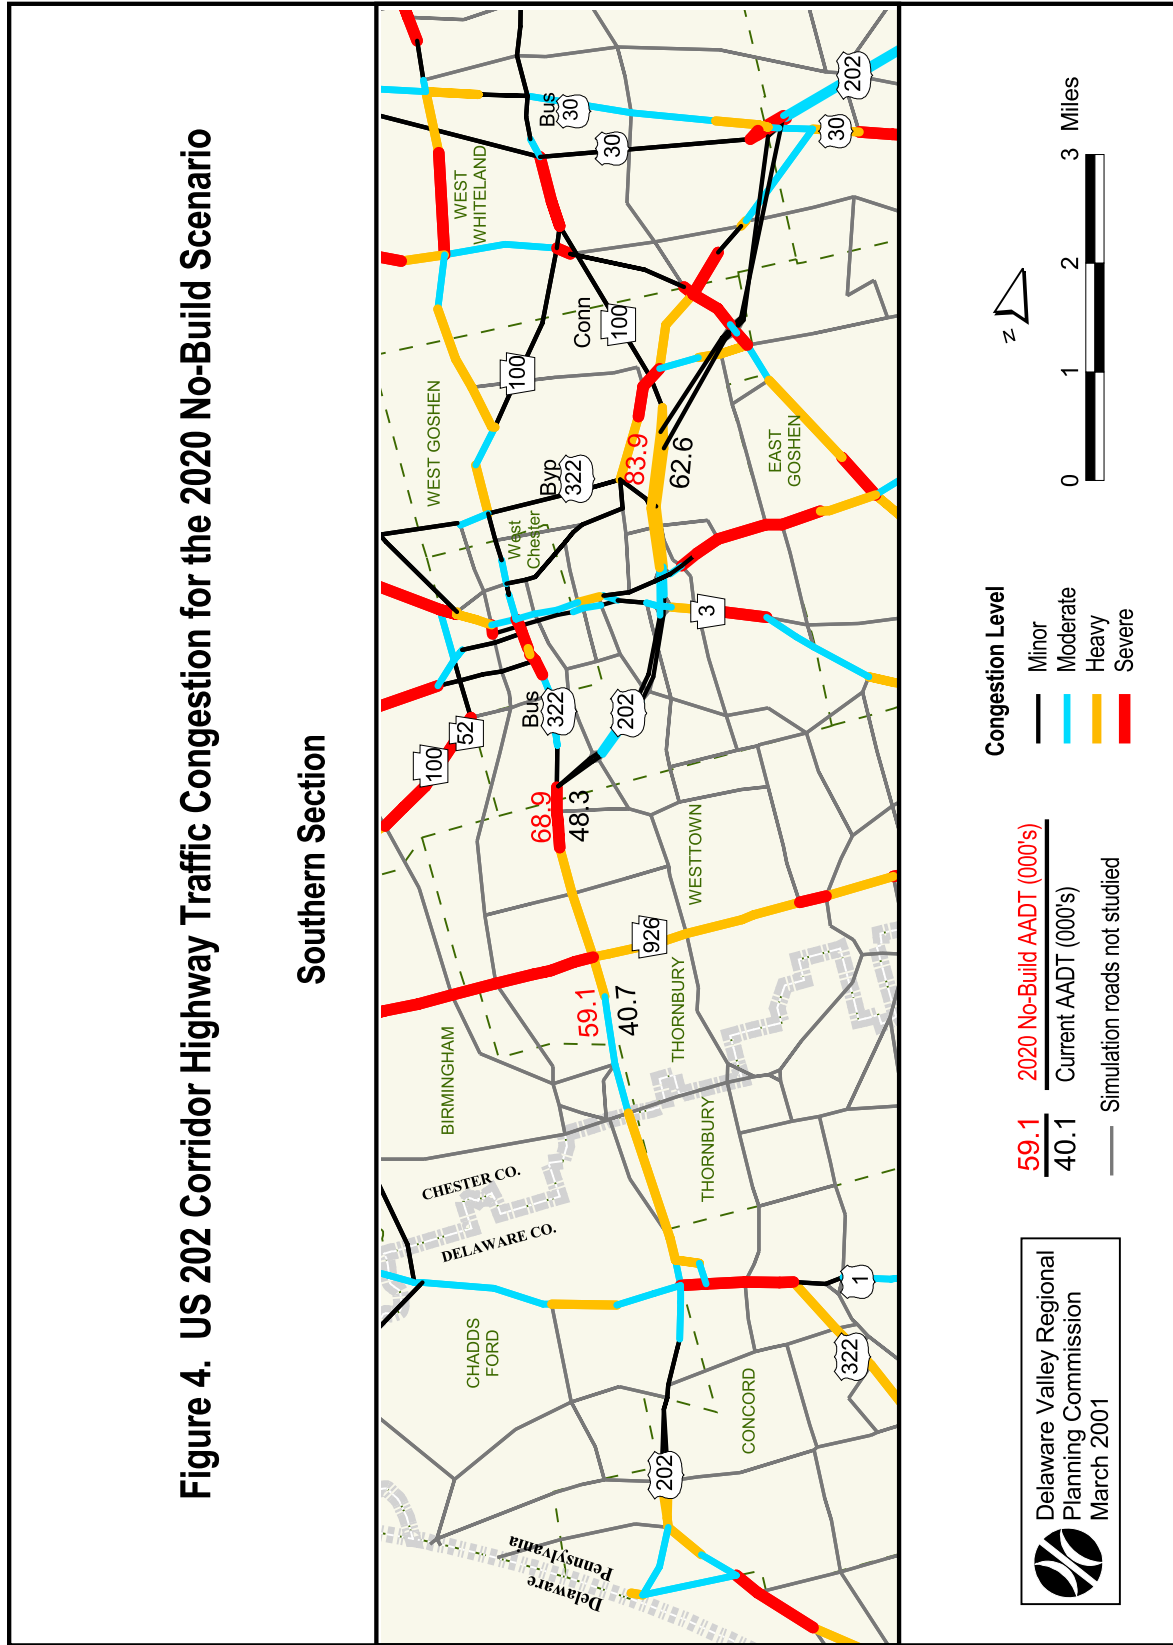 Figure 4. US 202 Corridor Highway Traffic Congestion for the 2020 No-Build Scenario
Southern Section
Delaware
Pennsylvania
202
CONCORD
CHADDS
FORD
322
1
DELAWARE CO.
CHESTER CO.
THORNBURY
BIRMINGHAM
THORNBURY
59.1
40.7
926
WESTTOWN
68.9
48.3
100
52
Bus
322
202
3
West
Chester
Byp
322
WEST GOSHEN
83.9
62.6
EAST
GOSHEN
100
Conn
100
WEST
WHITELAND
Bus
30
30
30
202
Delaware Valley Regional
Planning Commission
March 2001
59.1 2020 No-Build AADT (000's)
40.1 Current AADT (000's)
Simulation roads not studied
Congestion Level
Minor
Moderate
Heavy
Severe
N
0 1 2 3 Miles